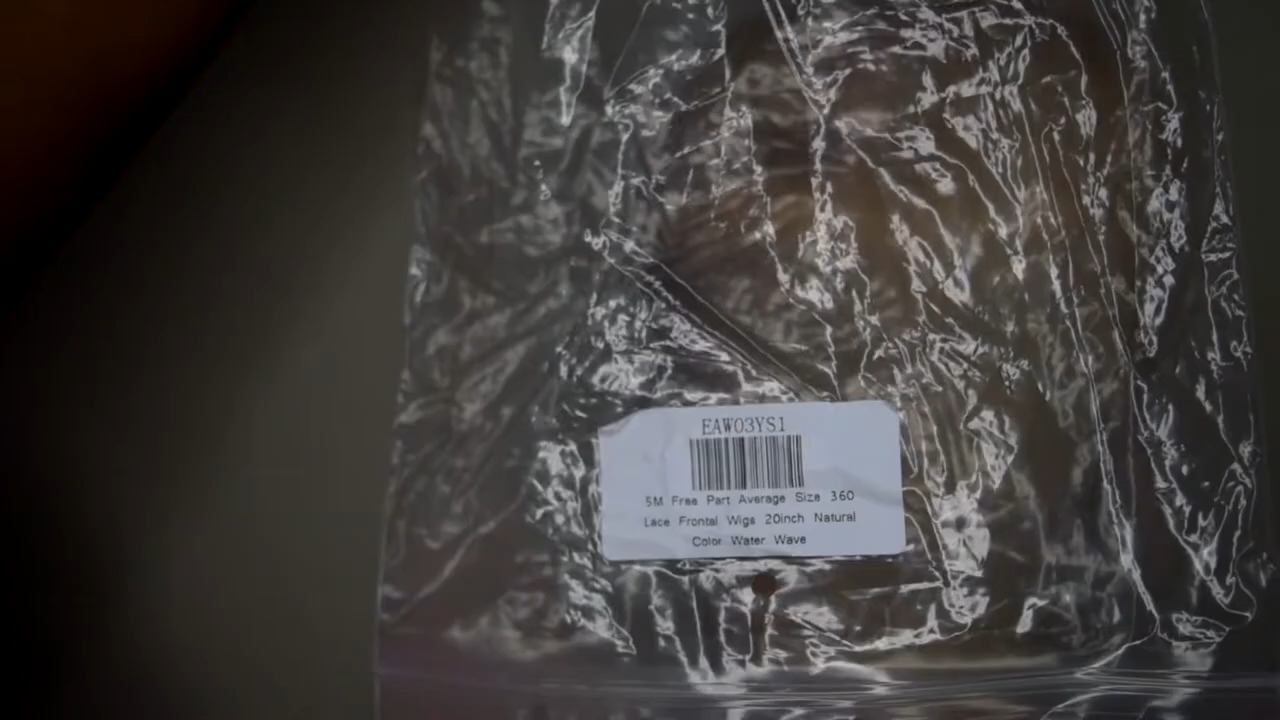 EAW03YS1
5M Free Part Average Size 360
Lace Frontal Wigs 20inch Natural
Color Water Wave